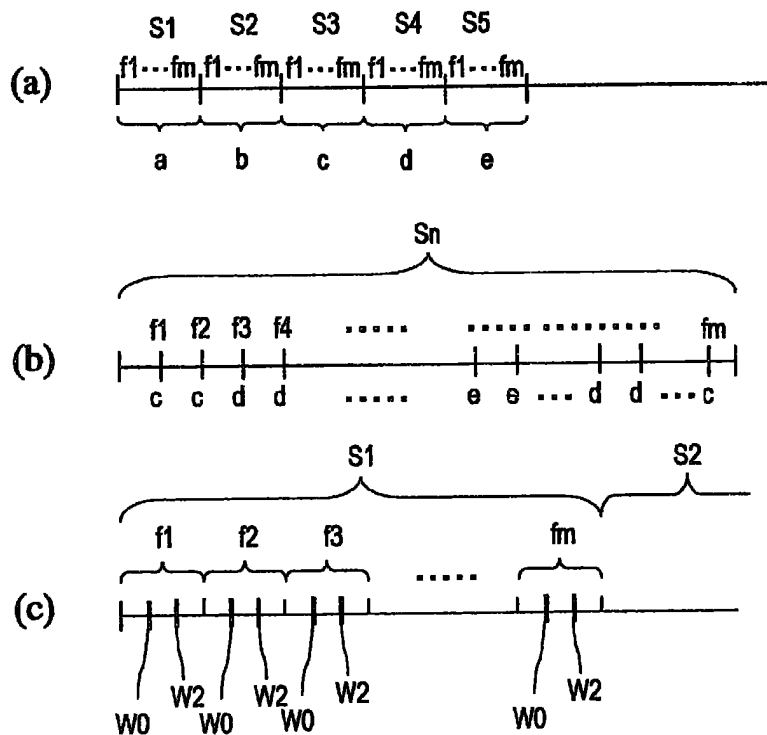 S1 S2 S3 S4 S5
(a) f1····fm f1····fm f1····fm f1····fm f1····fm
a b c d e
Sn
f1 f2 f3 f4 ····· ··············· fm
(b)
c c d d ····· e e ···· d d ···· c
S1 S2
f1 f2 f3 ····· fm
(c)
W0 W2 W0 W2 W0 W2 W0 W2